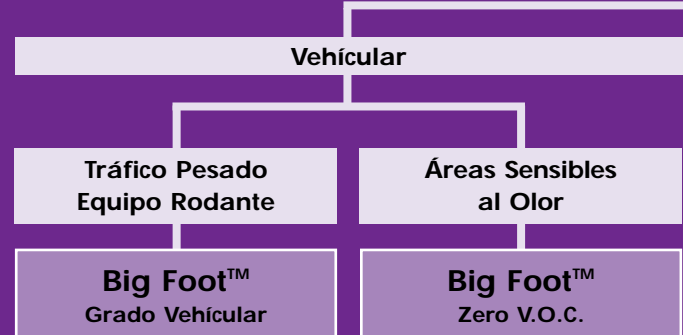 Vehícular
Tráfico Pesado
Equipo Rodante
Áreas Sensibles
al Olor
Big Foot™
Grado Vehícular
Big Foot™
Zero V.O.C.